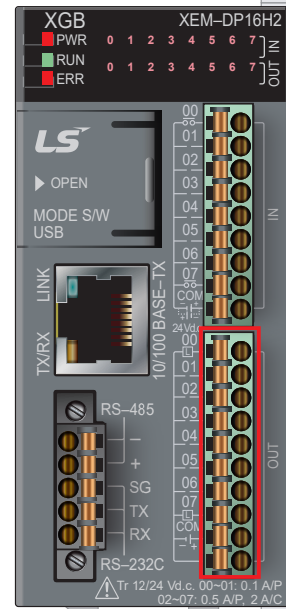 XGB XEM–DP16H2
PWR 0 1 2 3 4 5 6 7 IN
RUN
ERR 0 1 2 3 4 5 6 7 OUT
LS
OPEN
MODE S/W
USB
LINK
TX/RX
10/100 BASE–TX
00
01
02
03
04
05
06
07
COM
24Vd.c.
IN
00
01
02
03
04
05
06
07
COM
OUT
RS–485
–
+
SG
TX
RX
RS–232C
Tr 12/24 Vd.c. 00~01: 0.1 A/P
02~07: 0.5 A/P, 2 A/C